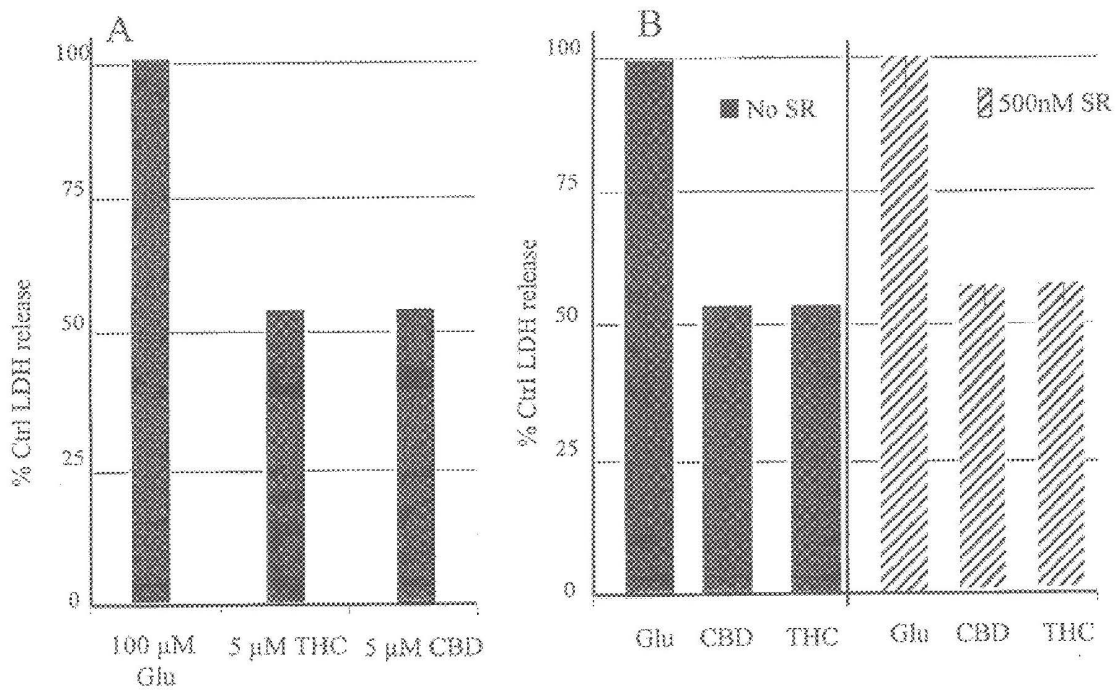 A
% Ctrl LDH release
100
75
50
25
0
100 μM
Glu
5 μM THC
5 μM CBD
B
% Ctrl LDH release
100
75
50
25
0
No SR
500nM SR
Glu
CBD
THC
Glu
CBD
THC